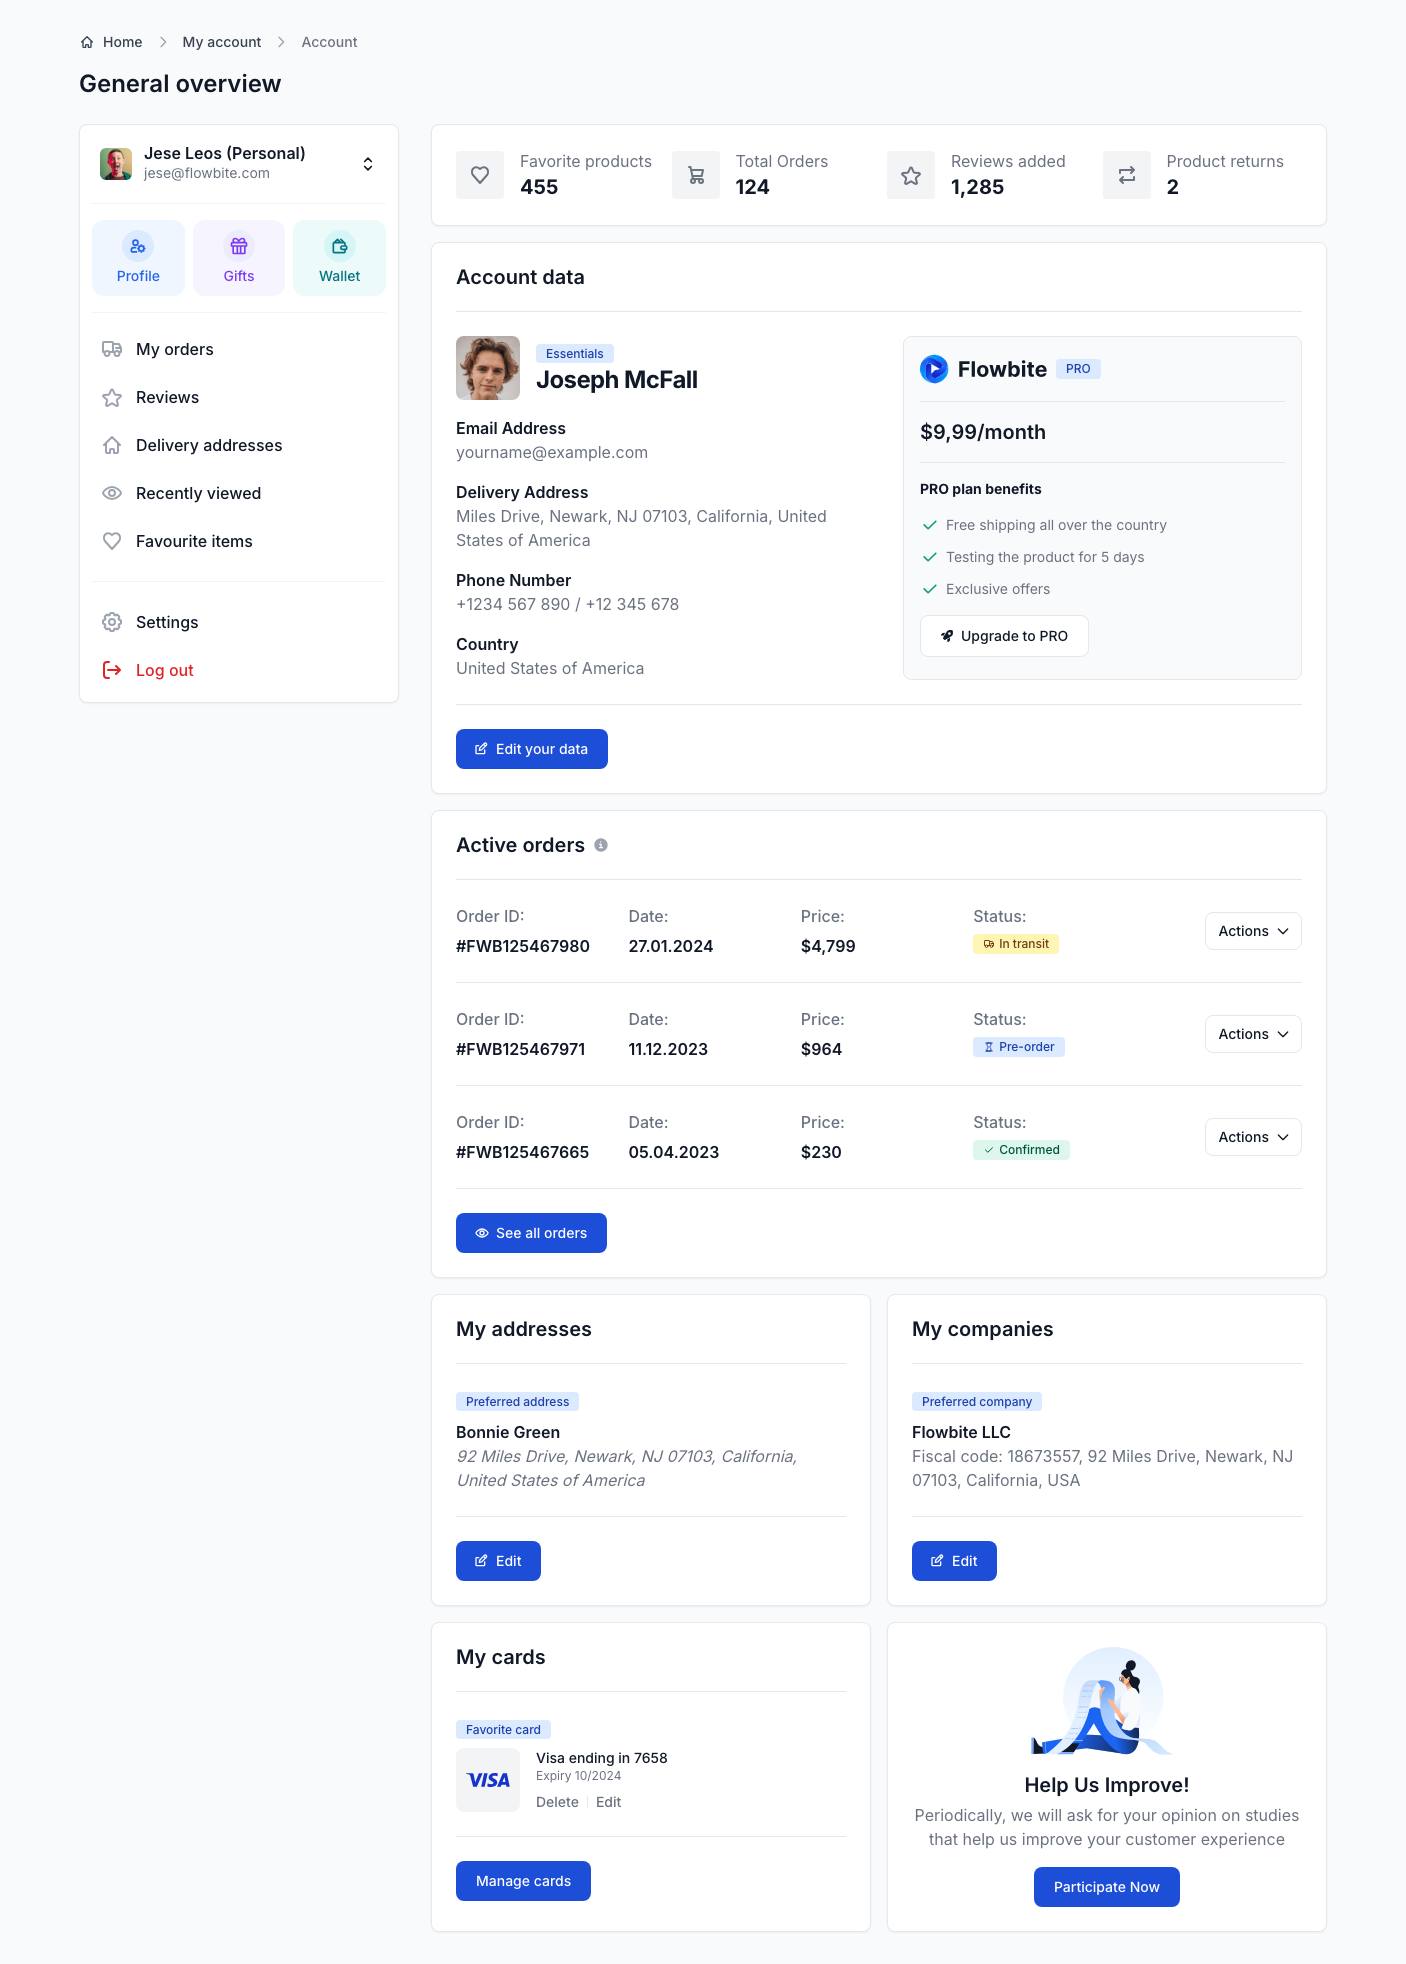 Home
My account
Account
General overview
Jese Leos (Personal)
jese@flowbite.com
Profile
Gifts
Wallet
My orders
Reviews
Delivery addresses
Recently viewed
Favourite items
Settings
Log out
Favorite products
455
Total Orders
124
Reviews added
1,285
Product returns
2
Account data
Essentials
Joseph McFall
Email Address
yourname@example.com
Delivery Address
Miles Drive, Newark, NJ 07103, California, United
States of America
Phone Number
+1234 567 890 / +12 345 678
Country
United States of America
Flowbite PRO
$9,99/month
PRO plan benefits
Free shipping all over the country
Testing the product for 5 days
Exclusive offers
Upgrade to PRO
Edit your data
Active orders
Order ID: Date: Price: Status:
#FWB125467980 27.01.2024 $4,799 In transit
Actions
Order ID: Date: Price: Status:
#FWB125467971 11.12.2023 $964 Pre-order
Actions
Order ID: Date: Price: Status:
#FWB125467665 05.04.2023 $230 Confirmed
Actions
See all orders
My addresses
Preferred address
Bonnie Green
92 Miles Drive, Newark, NJ 07103, California,
United States of America
Edit
My companies
Preferred company
Flowbite LLC
Fiscal code: 18673557, 92 Miles Drive, Newark, NJ
07103, California, USA
Edit
My cards
Favorite card
VISA
Visa ending in 7658
Expiry 10/2024
Delete
Edit
Manage cards
Help Us Improve!
Periodically, we will ask for your opinion on studies
that help us improve your customer experience
Participate Now